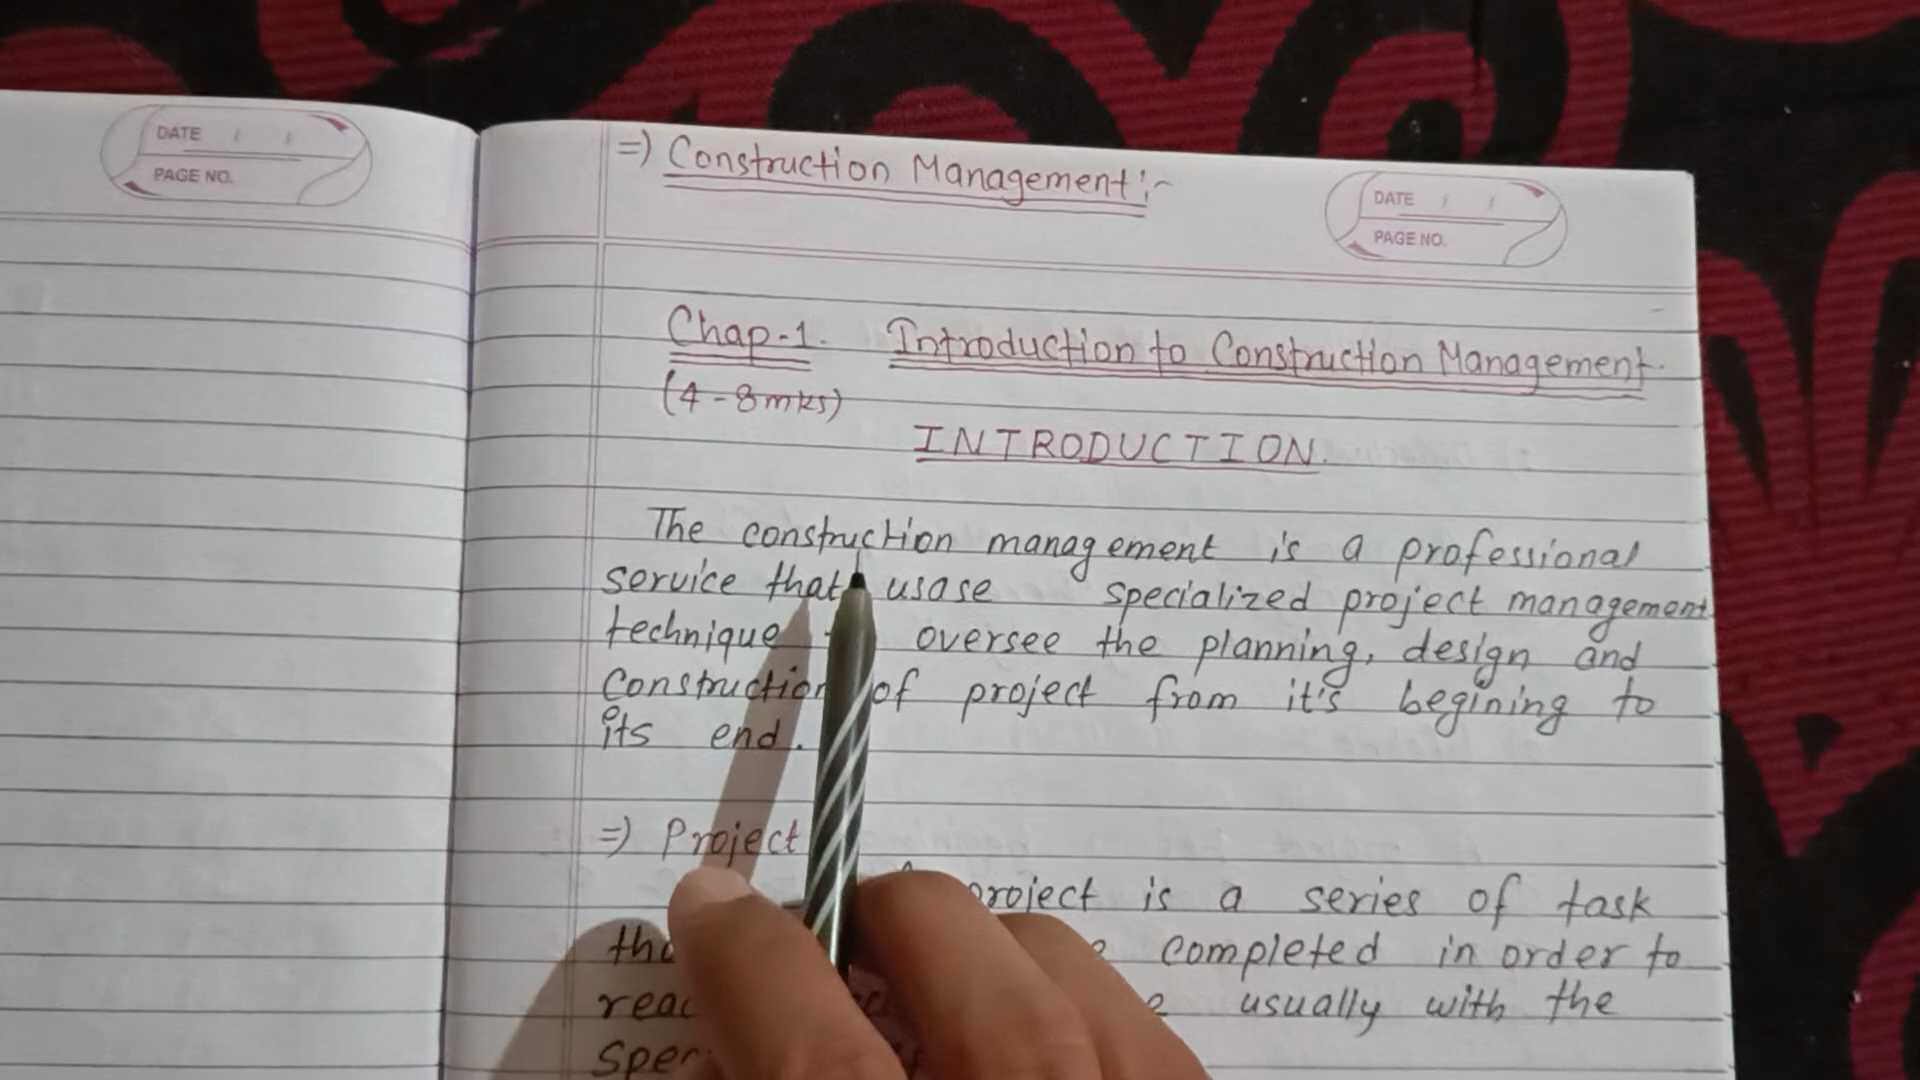 DATE / /
PAGE NO.
=) Construction Management :-
DATE / /
PAGE NO.
Chap-1. Introduction to Construction Management.
(4-8mks)
INTRODUCTION.
The construction management is a professional
service that usase specialized project management
technique oversee the planning, design and
Construction of project from it's begining to
its end.
=) Project
project is a series of task
completed in order to
usually with the